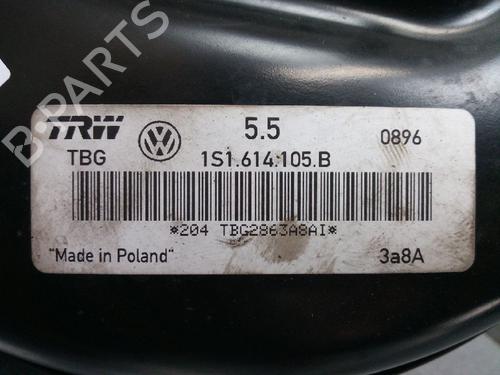 B-PARTS
TRW 5.5 0896
TBG 1S1.614.105.B
*204 TBG2863A8AI*
"Made in Poland" 3a8A